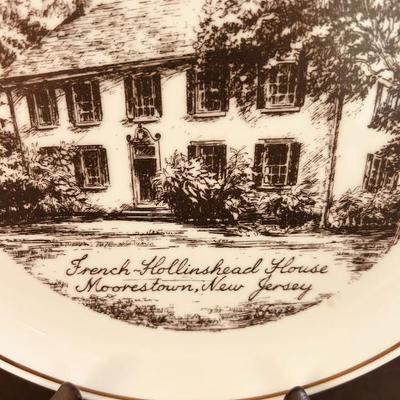 French-Hollinshead House
Moorestown, New Jersey